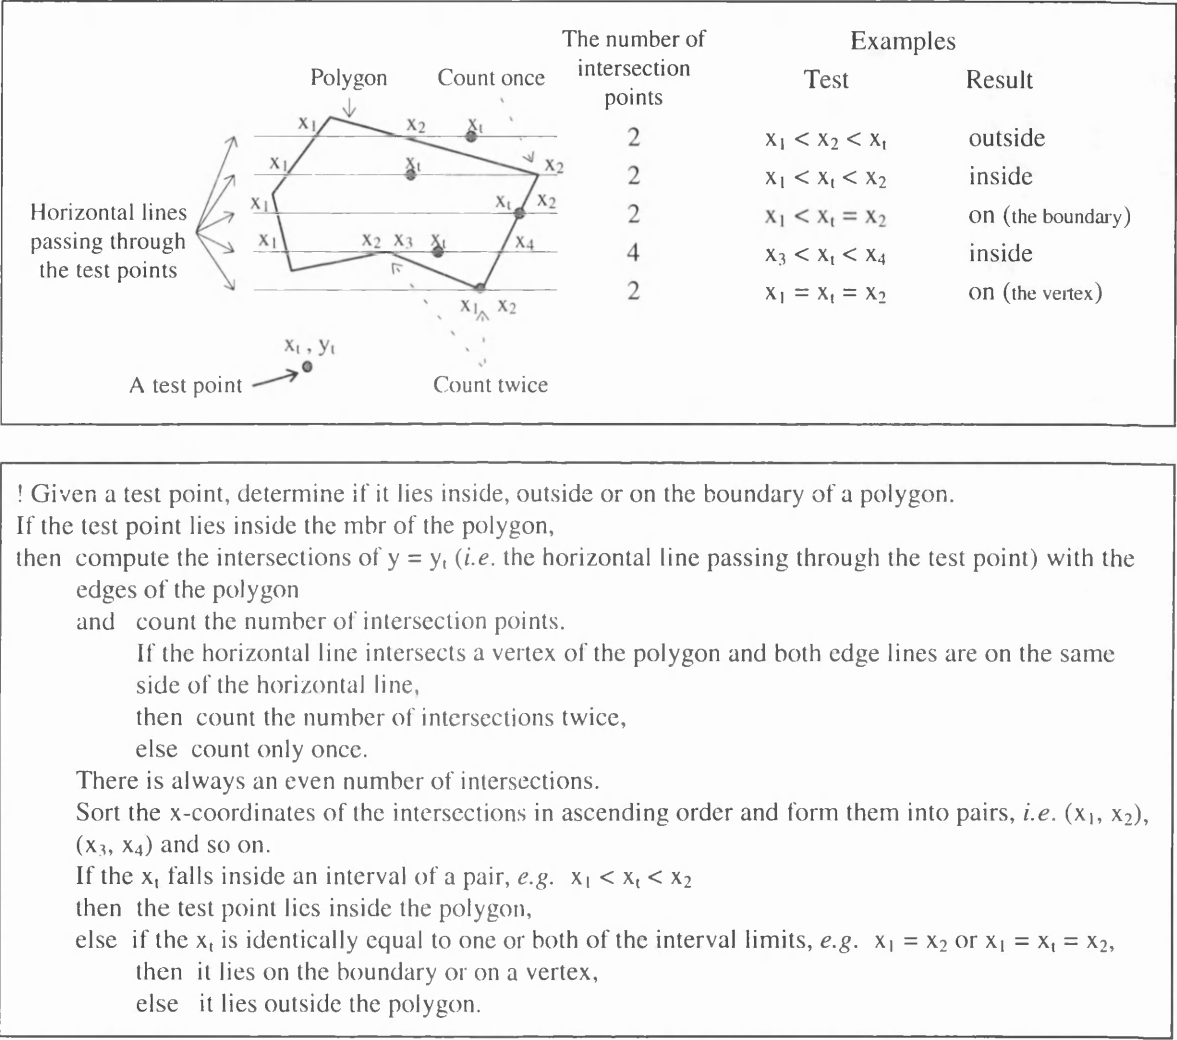 The number of intersection points
Examples
Test
Result
Polygon
Count once
x₁ x₂ xₜ
2 x₁ < x₂ < xₜ outside
x₁ xₜ x₂
2 x₁ < xₜ < x₂ inside
x₁ xₜ x₂
2 x₁ < xₜ = x₂ on (the boundary)
x₁ x₂ x₃ xₜ x₄
4 x₃ < xₜ < x₄ inside
x₁ x₂
2 x₁ = xₜ = x₂ on (the vertex)
Horizontal lines
passing through
the test points
xₜ , yₜ
A test point
Count twice
! Given a test point, determine if it lies inside, outside or on the boundary of a polygon.
If the test point lies inside the mbr of the polygon,
then compute the intersections of y = yₜ (i.e. the horizontal line passing through the test point) with the
edges of the polygon
and count the number of intersection points.
If the horizontal line intersects a vertex of the polygon and both edge lines are on the same
side of the horizontal line,
then count the number of intersections twice,
else count only once.
There is always an even number of intersections.
Sort the x-coordinates of the intersections in ascending order and form them into pairs, i.e. (x₁, x₂),
(x₃, x₄) and so on.
If the xₜ falls inside an interval of a pair, e.g. x₁ < xₜ < x₂
then the test point lies inside the polygon,
else if the xₜ is identically equal to one or both of the interval limits, e.g. x₁ = x₂ or x₁ = xₜ = x₂,
then it lies on the boundary or on a vertex,
else it lies outside the polygon.